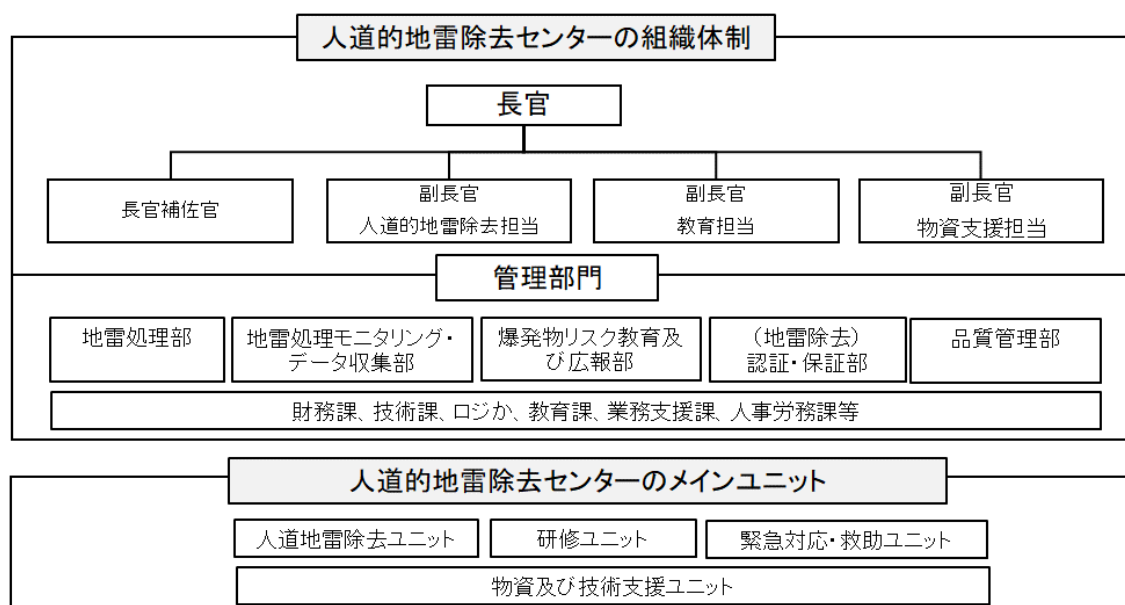 人道的地雷除去センターの組織体制
長官
長官補佐官
副長官
人道的地雷除去担当
副長官
教育担当
副長官
物資支援担当
管理部門
地雷処理部
地雷処理モニタリング・
データ収集部
爆発物リスク教育及
び広報部
（地雷除去）
認証・保証部
品質管理部
財務課、技術課、ロジか、教育課、業務支援課、人事労務課等
人道的地雷除去センターのメインユニット
人道地雷除去ユニット
研修ユニット
緊急対応・救助ユニット
物資及び技術支援ユニット